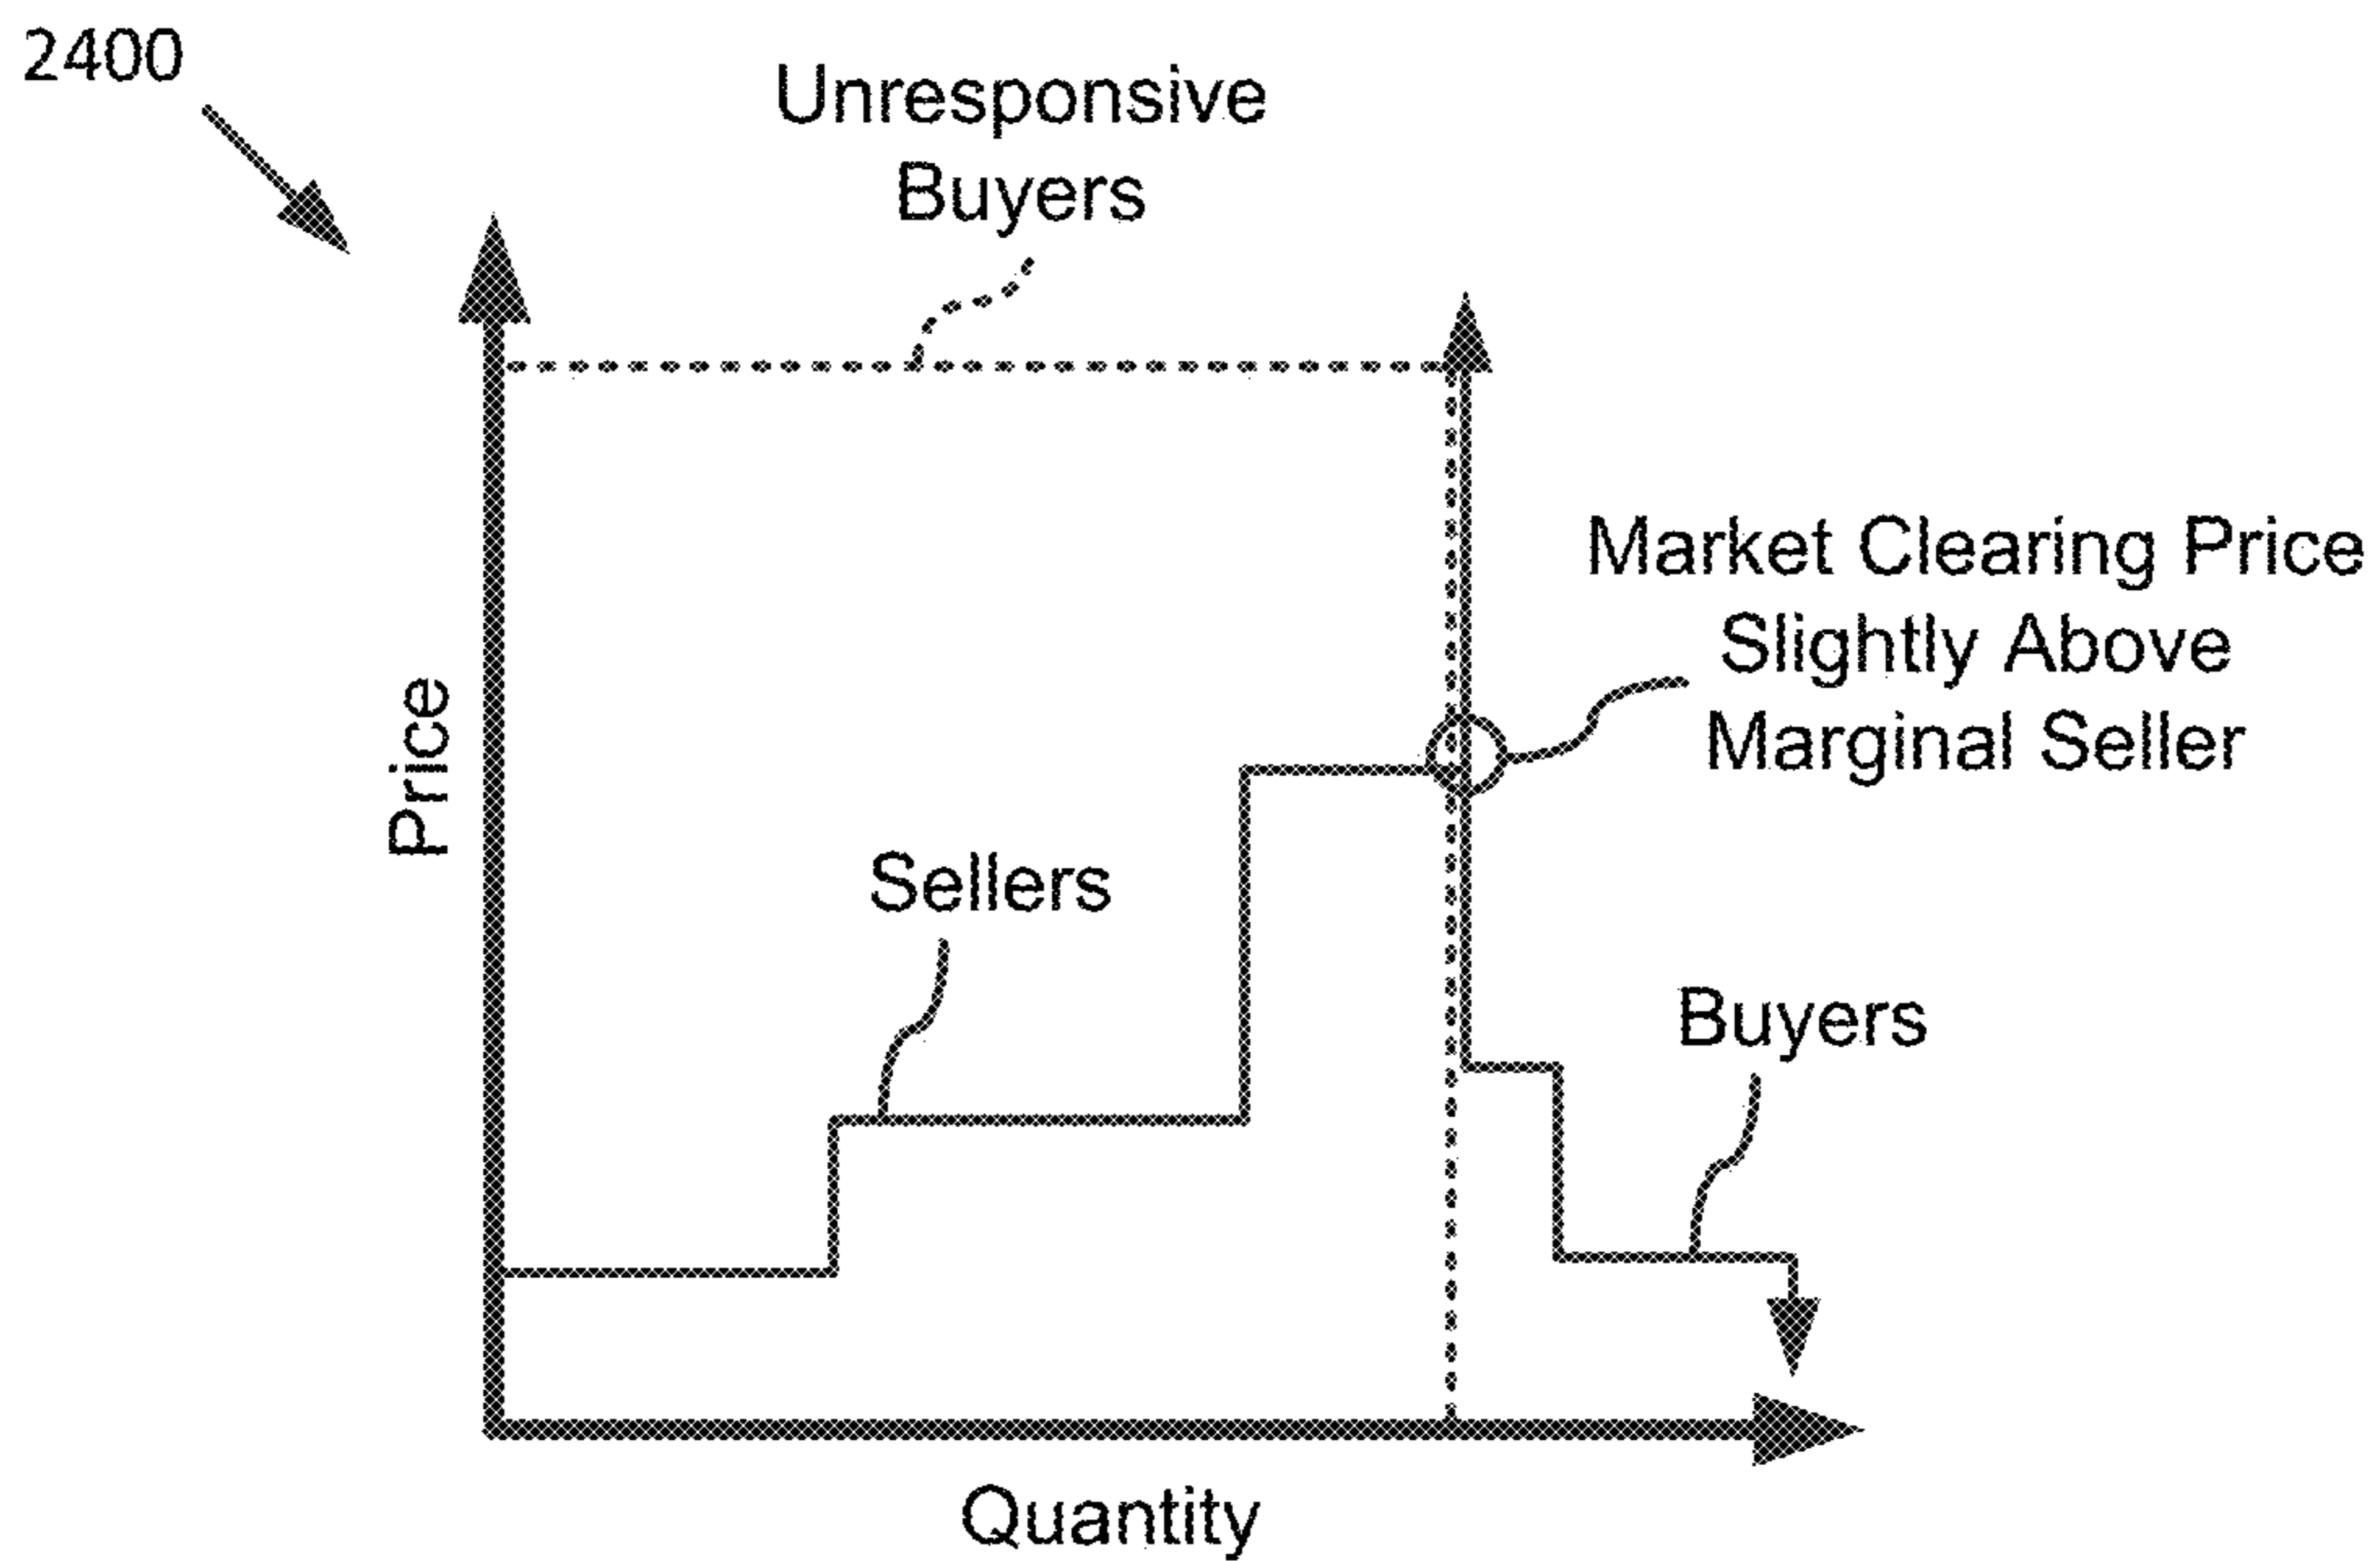 2400
Unresponsive
Buyers
Market Clearing Price
Slightly Above
Marginal Seller
Price
Sellers
Buyers
Quantity